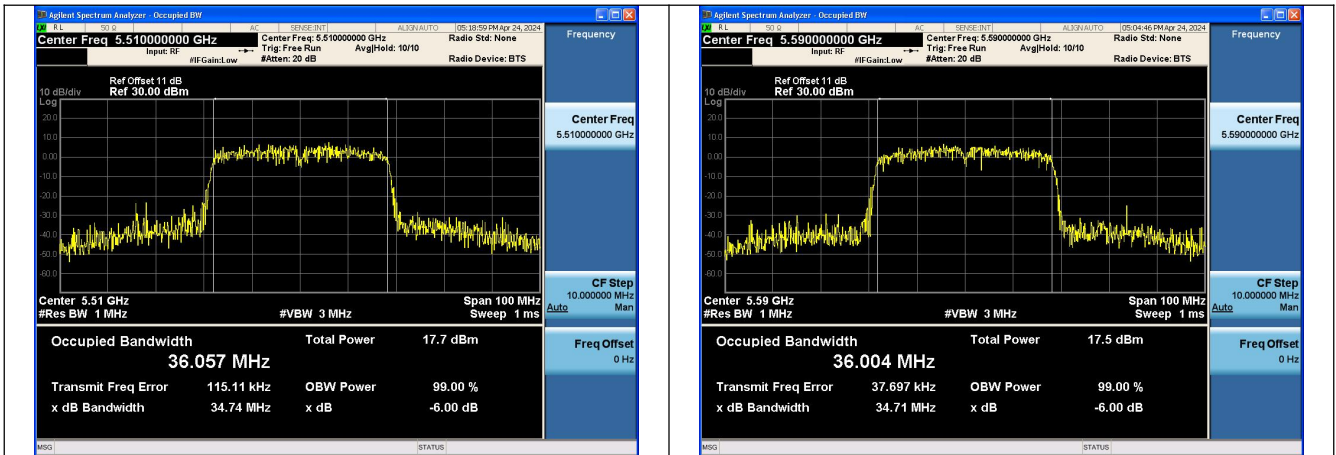 Agilent Spectrum Analyzer - Occupied BW
RL 50 Ω AC SENSE:INT ALIGN AUTO 05:18:59 PM Apr 24, 2024
Center Freq 5.510000000 GHz
Input: RF
#IFGain:Low
Center Freq: 5.510000000 GHz
Trig: Free Run Avg|Hold: 10/10
#Atten: 20 dB
Radio Std: None
Radio Device: BTS
Ref Offset 11 dB
10 dB/div Ref 30.00 dBm
Log
20.0
10.0
0.00
-10.0
-20.0
-30.0
-40.0
-50.0
-60.0
Center 5.51 GHz Span 100 MHz
#Res BW 1 MHz #VBW 3 MHz Sweep 1 ms
Occupied Bandwidth Total Power 17.7 dBm
36.057 MHz
Transmit Freq Error 115.11 kHz OBW Power 99.00 %
x dB Bandwidth 34.74 MHz x dB -6.00 dB
MSG STATUS
Frequency
Center Freq
5.510000000 GHz
CF Step
10.000000 MHz
Auto Man
Freq Offset
0 Hz
Agilent Spectrum Analyzer - Occupied BW
RL 50 Ω AC SENSE:INT ALIGN AUTO 05:04:46 PM Apr 24, 2024
Center Freq 5.590000000 GHz
Input: RF
#IFGain:Low
Center Freq: 5.590000000 GHz
Trig: Free Run Avg|Hold: 10/10
#Atten: 20 dB
Radio Std: None
Radio Device: BTS
Ref Offset 11 dB
10 dB/div Ref 30.00 dBm
Log
20.0
10.0
0.00
-10.0
-20.0
-30.0
-40.0
-50.0
-60.0
Center 5.59 GHz Span 100 MHz
#Res BW 1 MHz #VBW 3 MHz Sweep 1 ms
Occupied Bandwidth Total Power 17.5 dBm
36.004 MHz
Transmit Freq Error 37.697 kHz OBW Power 99.00 %
x dB Bandwidth 34.71 MHz x dB -6.00 dB
MSG STATUS
Frequency
Center Freq
5.590000000 GHz
CF Step
10.000000 MHz
Auto Man
Freq Offset
0 Hz